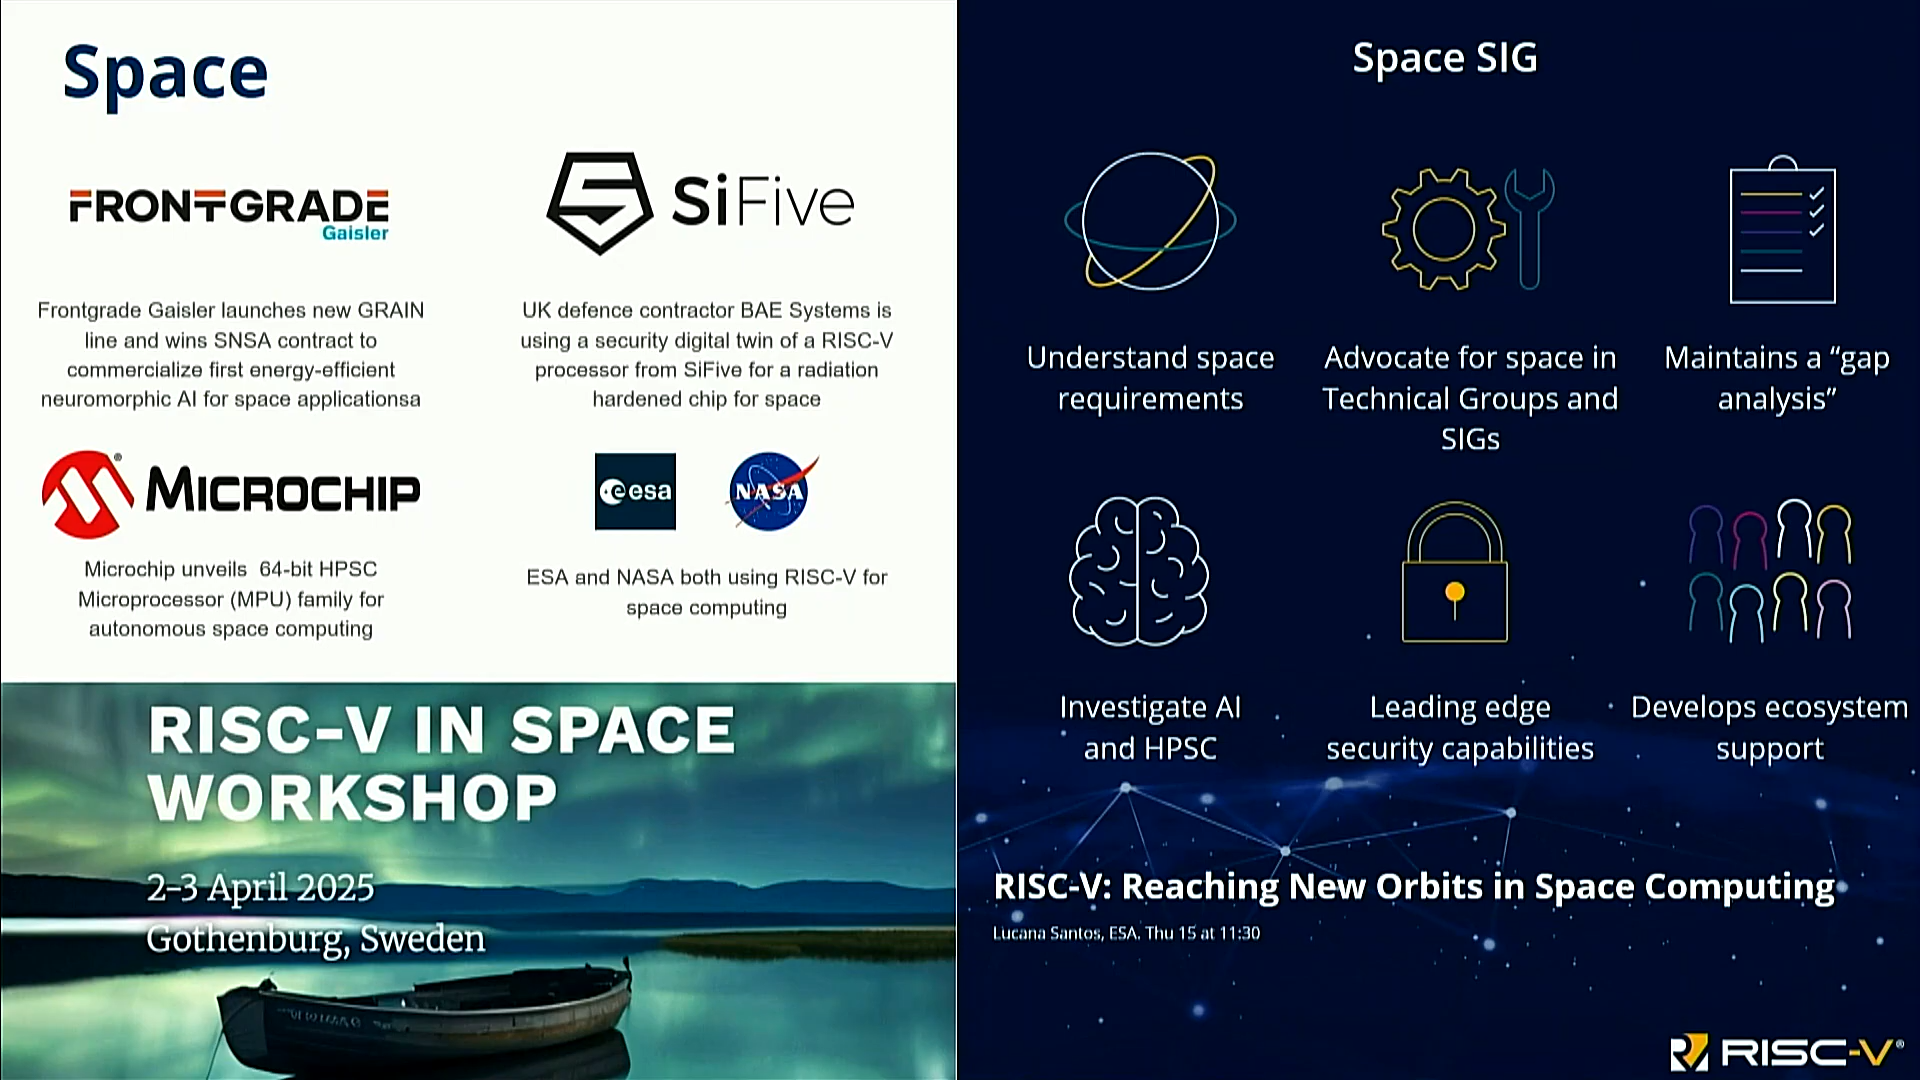 Space
FRONTGRADE
Gaisler
SiFive
Frontgrade Gaisler launches new GRAIN
line and wins SNSA contract to
commercialize first energy-efficient
neuromorphic AI for space applicationsa
UK defence contractor BAE Systems is
using a security digital twin of a RISC-V
processor from SiFive for a radiation
hardened chip for space
MICROCHIP
esa
NASA
Microchip unveils 64-bit HPSC
Microprocessor (MPU) family for
autonomous space computing
ESA and NASA both using RISC-V for
space computing
RISC-V IN SPACE
WORKSHOP
2-3 April 2025
Gothenburg, Sweden
Space SIG
Understand space
requirements
Advocate for space in
Technical Groups and
SIGs
Maintains a “gap
analysis”
Investigate AI
and HPSC
Leading edge
security capabilities
Develops ecosystem
support
RISC-V: Reaching New Orbits in Space Computing
Lucana Santos, ESA. Thu 15 at 11:30
RISC-V®